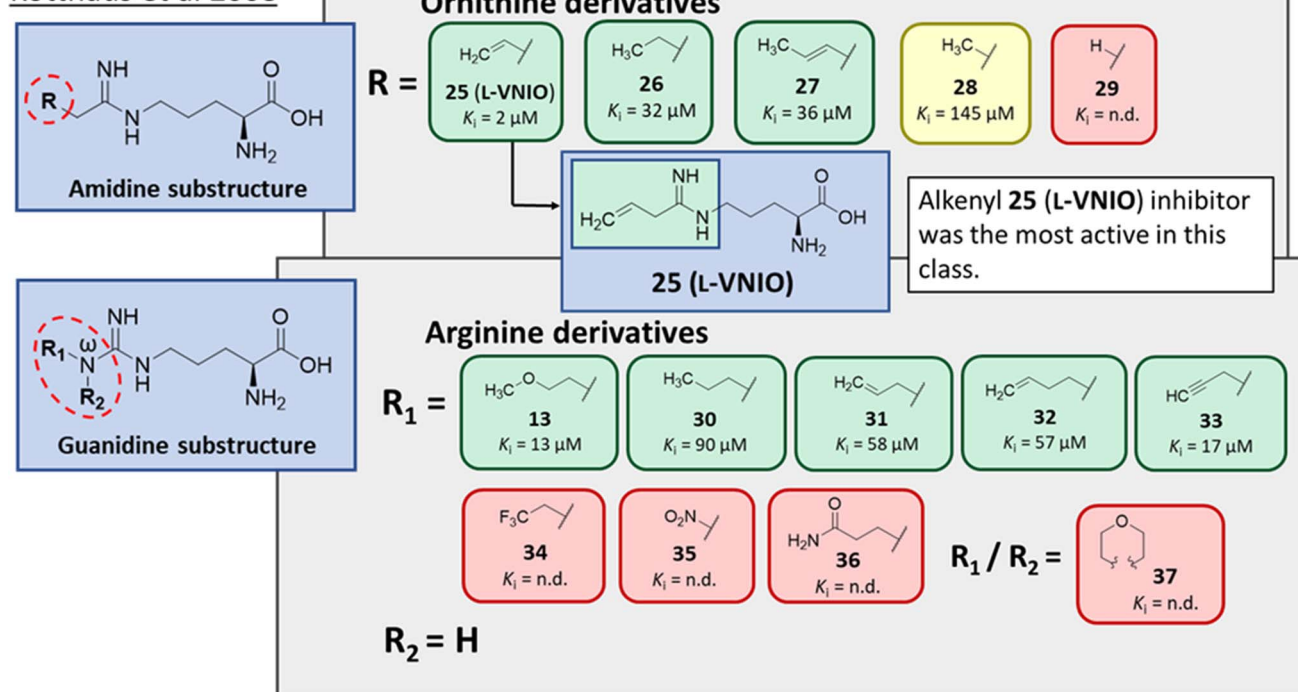 Ornithine derivatives
R
NH
N
H
O
OH
NH₂
Amidine substructure
R =
H₂C
25 (L-VNIO)
Kᵢ = 2 µM
H₃C
26
Kᵢ = 32 µM
H₃C
27
Kᵢ = 36 µM
H₃C
28
Kᵢ = 145 µM
H
29
Kᵢ = n.d.
H₂C
NH
N
H
O
OH
NH₂
25 (L-VNIO)
Alkenyl 25 (L-VNIO) inhibitor
was the most active in this
class.
R₁
ω
N
R₂
NH
N
H
O
OH
NH₂
Guanidine substructure
Arginine derivatives
R₁ =
H₃C
O
13
Kᵢ = 13 µM
H₃C
30
Kᵢ = 90 µM
H₂C
31
Kᵢ = 58 µM
H₂C
32
Kᵢ = 57 µM
HC
33
Kᵢ = 17 µM
F₃C
34
Kᵢ = n.d.
O₂N
35
Kᵢ = n.d.
O
H₂N
36
Kᵢ = n.d.
R₁ / R₂ =
O
37
Kᵢ = n.d.
R₂ = H